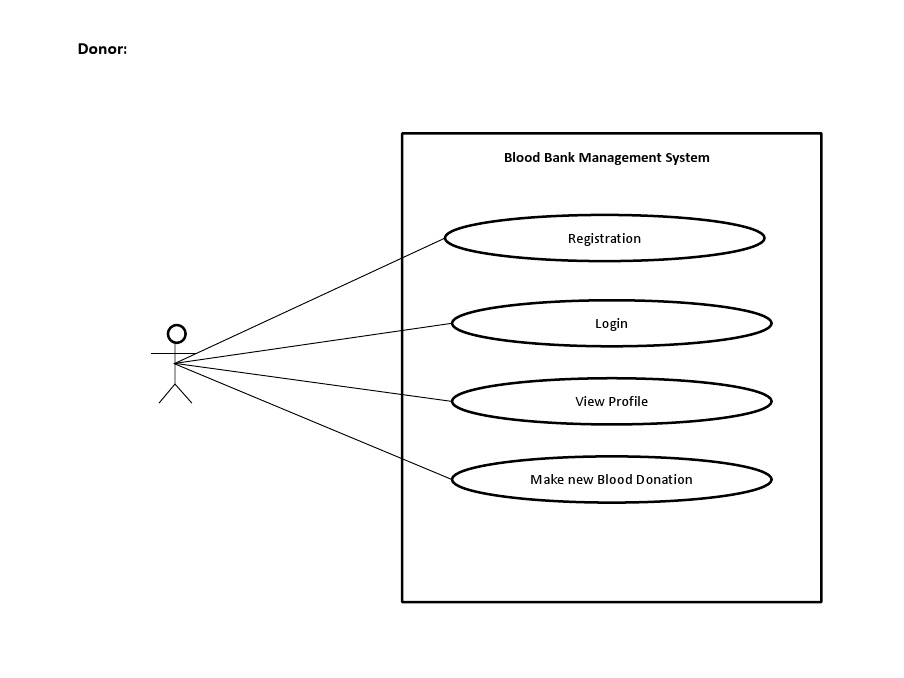 Donor:
Blood Bank Management System
Registration
Login
View Profile
Make new Blood Donation